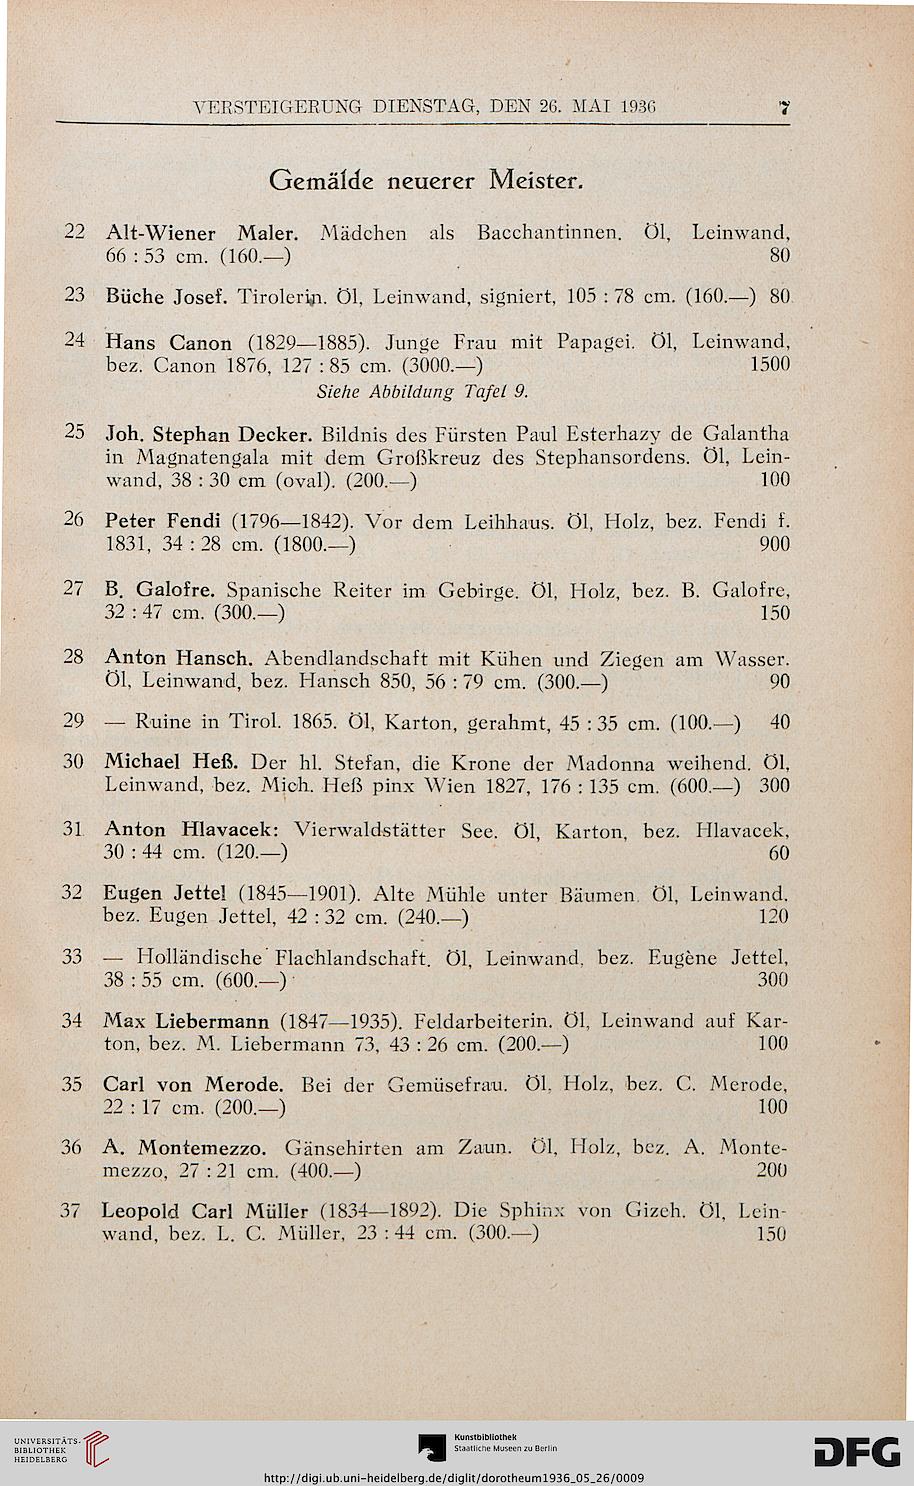 VERSTEIGERUNG DIENSTAG, DEN 26. MAI 1936 7
Gemälde neuerer Meister.
22 Alt-Wiener Maler. Mädchen als Bacchantinnen. Öl, Leinwand,
66 : 53 cm. (160.—) 80
23 Büche Josef. Tirolerin. Öl, Leinwand, signiert, 105 : 78 cm. (160.—) 80
24 Hans Canon (1829—1885). Junge Frau mit Papagei. Öl, Leinwand,
bez. Canon 1876, 127 : 85 cm. (3000.—) 1500
Siehe Abbildung Tafel 9.
25 Joh. Stephan Decker. Bildnis des Fürsten Paul Esterhazy de Galantha
in Magnatengala mit dem Großkreuz des Stephansordens. Öl, Lein-
wand, 38 : 30 cm (oval). (200.—) 100
26 Peter Fendi (1796—1842). Vor dem Leihhaus. Öl, Holz, bez. Fendi f.
1831, 34 : 28 cm. (1800.—) 900
27 B. Galofre. Spanische Reiter im Gebirge. Öl, Holz, bez. B. Galofre,
32 : 47 cm. (300.—) 150
28 Anton Hansch. Abendlandschaft mit Kühen und Ziegen am Wasser.
Öl, Leinwand, bez. Hansch 850, 56 : 79 cm. (300.—) 90
29 — Ruine in Tirol. 1865. Öl, Karton, gerahmt, 45 : 35 cm. (100.—) 40
30 Michael Heß. Der hl. Stefan, die Krone der Madonna weihend. Öl,
Leinwand, bez. Mich. Heß pinx Wien 1827, 176 : 135 cm. (600.—) 300
31 Anton Hlavacek: Vierwaldstätter See. Öl, Karton, bez. Hlavacek,
30 : 44 cm. (120.—) 60
32 Eugen Jettel (1845—1901). Alte Mühle unter Bäumen. Öl, Leinwand.
bez. Eugen Jettel, 42 : 32 cm. (240.—) 120
33 — Holländische Flachlandschaft. Öl, Leinwand, bez. Eugène Jettel,
38 : 55 cm. (600.—) 300
34 Max Liebermann (1847—1935). Feldarbeiterin. Öl, Leinwand auf Kar-
ton, bez. M. Liebermann 73, 43 : 26 cm. (200.—) 100
35 Carl von Merode. Bei der Gemüsefrau. Öl, Holz, bez. C. Merode,
22 : 17 cm. (200.—) 100
36 A. Montemezzo. Gänsehirten am Zaun. Öl, Holz, bez. A. Monte-
mezzo, 27 : 21 cm. (400.—) 200
37 Leopold Carl Müller (1834—1892). Die Sphinx von Gizeh. Öl, Lein-
wand, bez. L. C. Müller, 23 : 44 cm. (300.—) 150
UNIVERSITÄTS-
BIBLIOTHEK
HEIDELBERG
Kunstbibliothek
Staatliche Museen zu Berlin
DFG
http://digi.ub.uni-heidelberg.de/diglit/dorotheum1936_05_26/0009